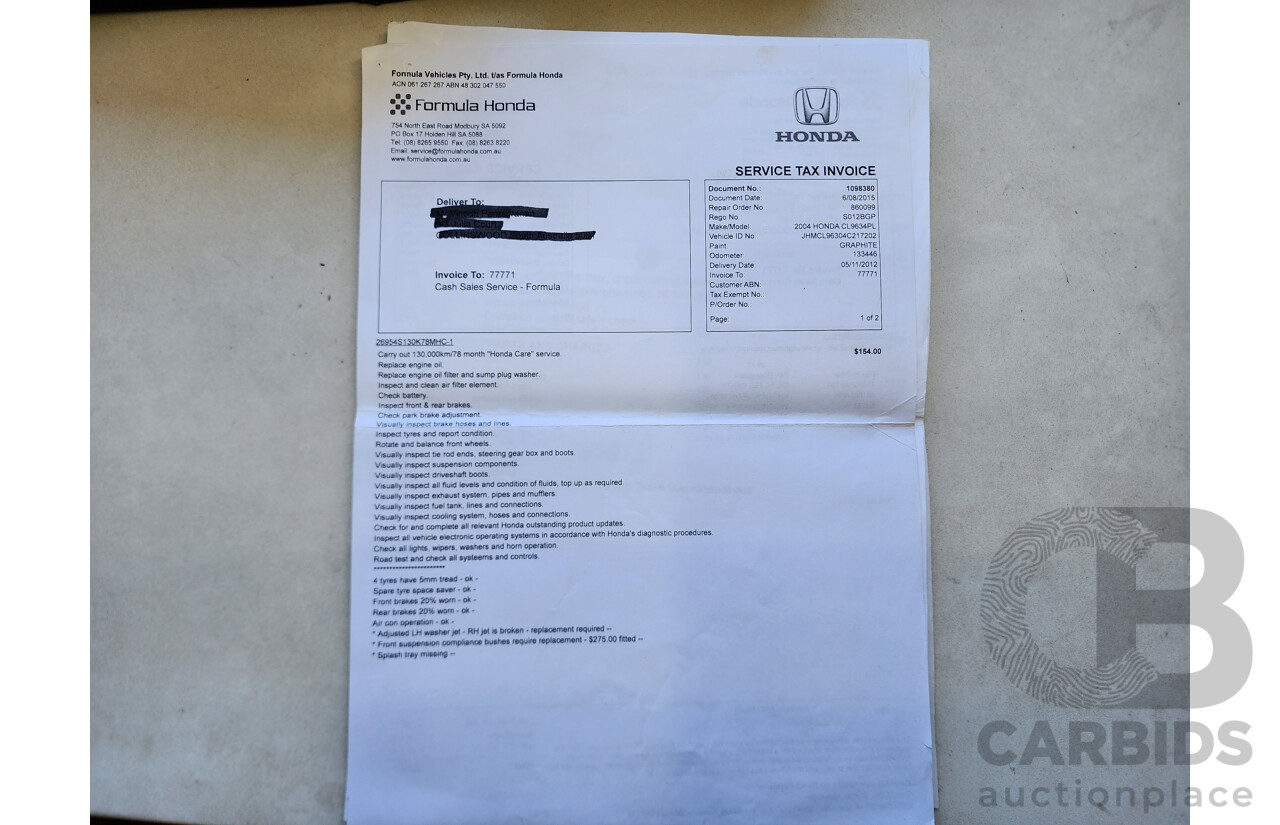 Formula Vehicles Pty. Ltd. t/as Formula Honda
ACN 061 267 267 ABN 48 302 047 560
Formula Honda
754 North East Road Modbury SA 5092
PO Box 17 Holden Hill SA 5088
Tel: (08) 8265 9550 Fax: (08) 8263 8220
Email: service@formulahonda.com.au
www.formulahonda.com.au
HONDA
SERVICE TAX INVOICE
Deliver To:
Invoice To: 77771
Cash Sales Service - Formula
Document No.: 1098380
Document Date: 6/08/2015
Repair Order No: 860099
Rego No. S012BGP
Make/Model: 2004 HONDA CL9634PL
Vehicle ID No. JHMCL96304C217202
Paint: GRAPHITE
Odometer: 133446
Delivery Date 05/11/2012
Invoice To 77771
Customer ABN
Tax Exempt No.
P/Order No.
Page: 1 of 2
26954S130K78MHC-1
Carry out 130,000km/78 month "Honda Care" service. $154.00
Replace engine oil.
Replace engine oil filter and sump plug washer.
Inspect and clean air filter element.
Check battery.
Inspect front & rear brakes.
Check park brake adjustment.
Visually inspect brake hoses and lines.
Inspect tyres and report condition.
Rotate and balance front wheels.
Visually inspect tie rod ends, steering gear box and boots.
Visually inspect suspension components.
Visually inspect driveshaft boots.
Visually inspect all fluid levels and condition of fluids, top up as required.
Visually inspect exhaust system, pipes and mufflers.
Visually inspect fuel tank, lines and connections.
Visually inspect cooling system, hoses and connections.
Check for and complete all relevant Honda outstanding product updates.
Inspect all vehicle electronic operating systems in accordance with Honda's diagnostic procedures.
Check all lights, wipers, washers and horn operation.
Road test and check all systeems and controls.
***********************
4 tyres have 5mm tread - ok -
Spare tyre space saver - ok -
Front brakes 20% worn - ok -
Rear brakes 20% worn - ok -
Air con operation - ok -
* Adjusted LH washer jet - RH jet is broken - replacement required --
* Front suspension compliance bushes require replacement - $275.00 fitted --
* Splash tray missing --
CB
CARBIDS
auctionplace